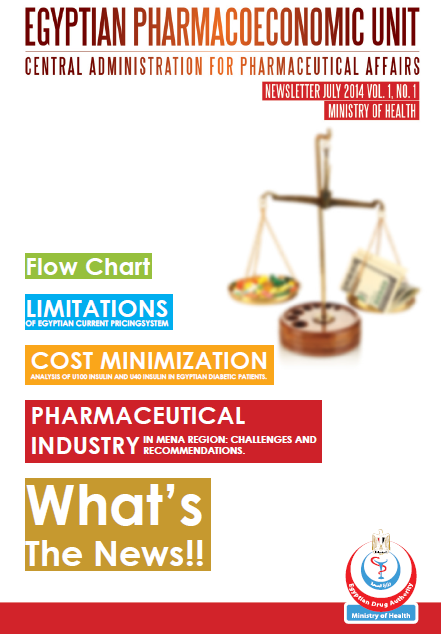 EGYPTIAN PHARMACOECONOMIC UNIT
CENTRAL ADMINISTRATION FOR PHARMACEUTICAL AFFAIRS
NEWSLETTER JULY 2014 VOL. 1, NO. 1
MINISTRY OF HEALTH
Flow Chart
LIMITATIONS
OF EGYPTIAN CURRENT PRICINGSYSTEM
COST MINIMIZATION
ANALYSIS OF U100 INSULIN AND U40 INSULIN IN EGYPTIAN DIABETIC PATIENTS.
PHARMACEUTICAL
INDUSTRY IN MENA REGION: CHALLENGES AND
RECOMMENDATIONS.
What's
The News!!
Egyptian Drug Authority
Ministry of Health